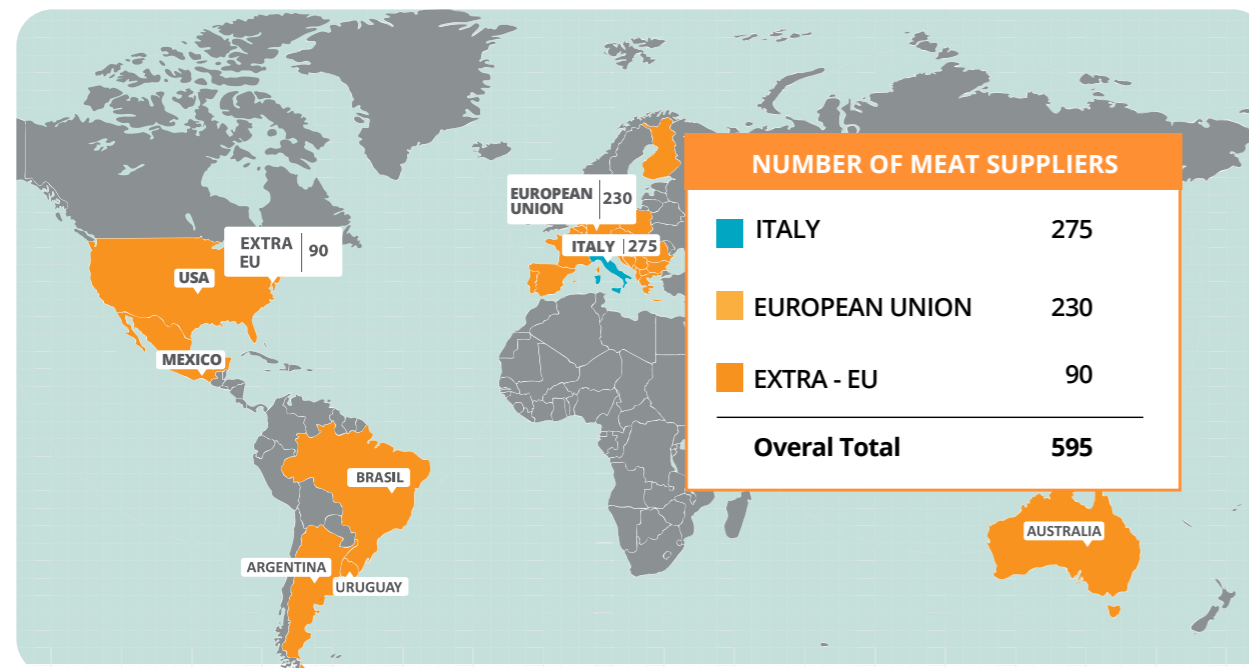 EUROPEAN
UNION
230
EXTRA
EU
90
ITALY 275
USA
MEXICO
BRASIL
ARGENTINA
URUGUAY
AUSTRALIA
NUMBER OF MEAT SUPPLIERS
ITALY 275
EUROPEAN UNION 230
EXTRA - EU 90
Overal Total 595